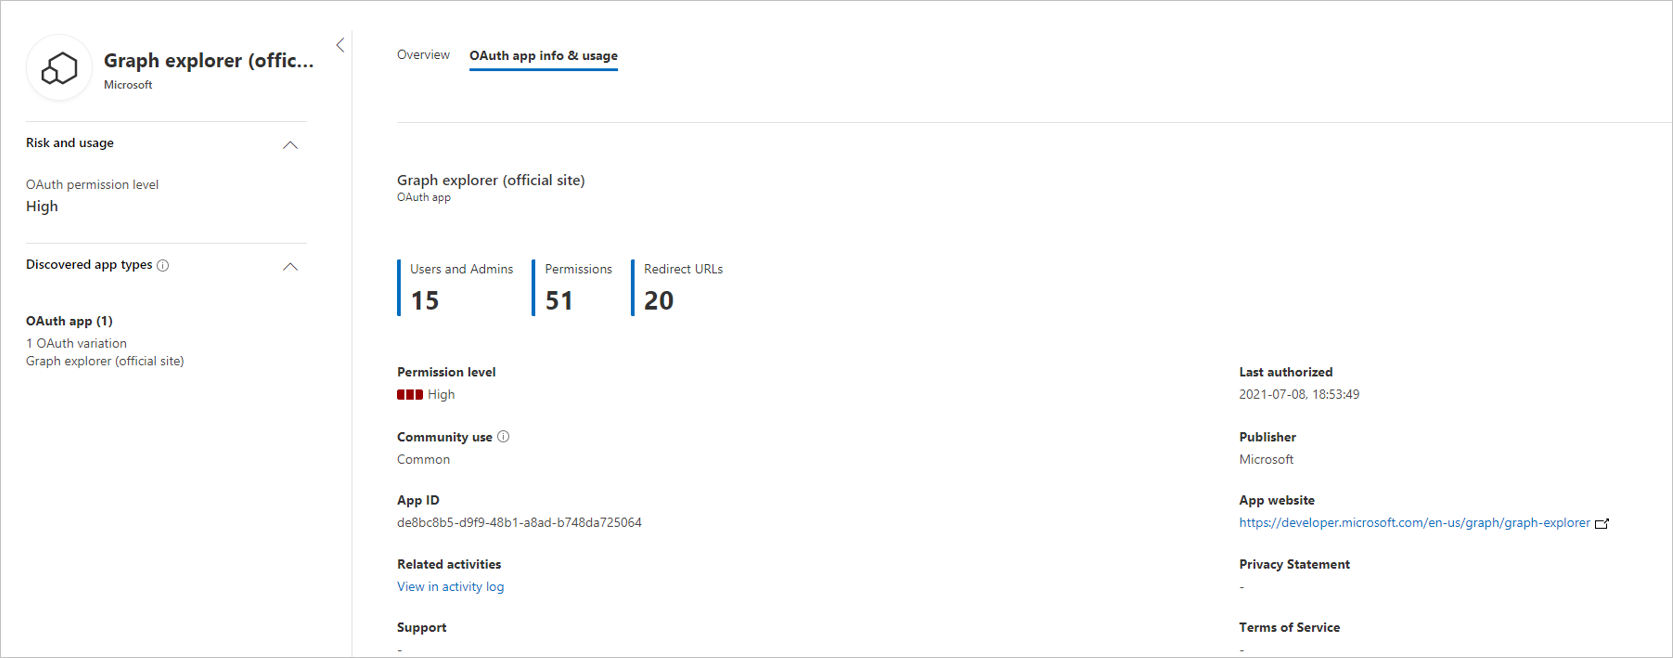 Graph explorer (offic...
Microsoft
Risk and usage
OAuth permission level
High
Discovered app types
OAuth app (1)
1 OAuth variation
Graph explorer (official site)
Overview OAuth app info & usage
Graph explorer (official site)
OAuth app
Users and Admins Permissions Redirect URLs
15 51 20
Permission level Last authorized
High 2021-07-08, 18:53:49
Community use Publisher
Common Microsoft
App ID App website
de8bc8b5-d9f9-48b1-a8ad-b748da725064 https://developer.microsoft.com/en-us/graph/graph-explorer
Related activities Privacy Statement
View in activity log -
Support Terms of Service
- -